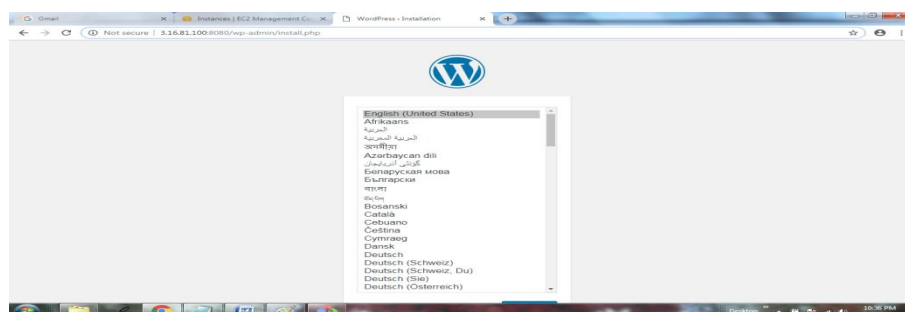 Gmail
Instances | EC2 Management Co
WordPress › Installation
Not secure | 3.16.81.100:8080/wp-admin/install.php
English (United States)
Afrikaans
العربية
العربية المغربية
অসমীয়া
Azərbaycan dili
گؤنئی آذربایجان
Беларуская мова
Български
বাংলা
བོད་ཡིག
Bosanski
Català
Cebuano
Čeština
Cymraeg
Dansk
Deutsch
Deutsch (Schweiz)
Deutsch (Schweiz, Du)
Deutsch (Sie)
Deutsch (Österreich)
Desktop
10:36 PM